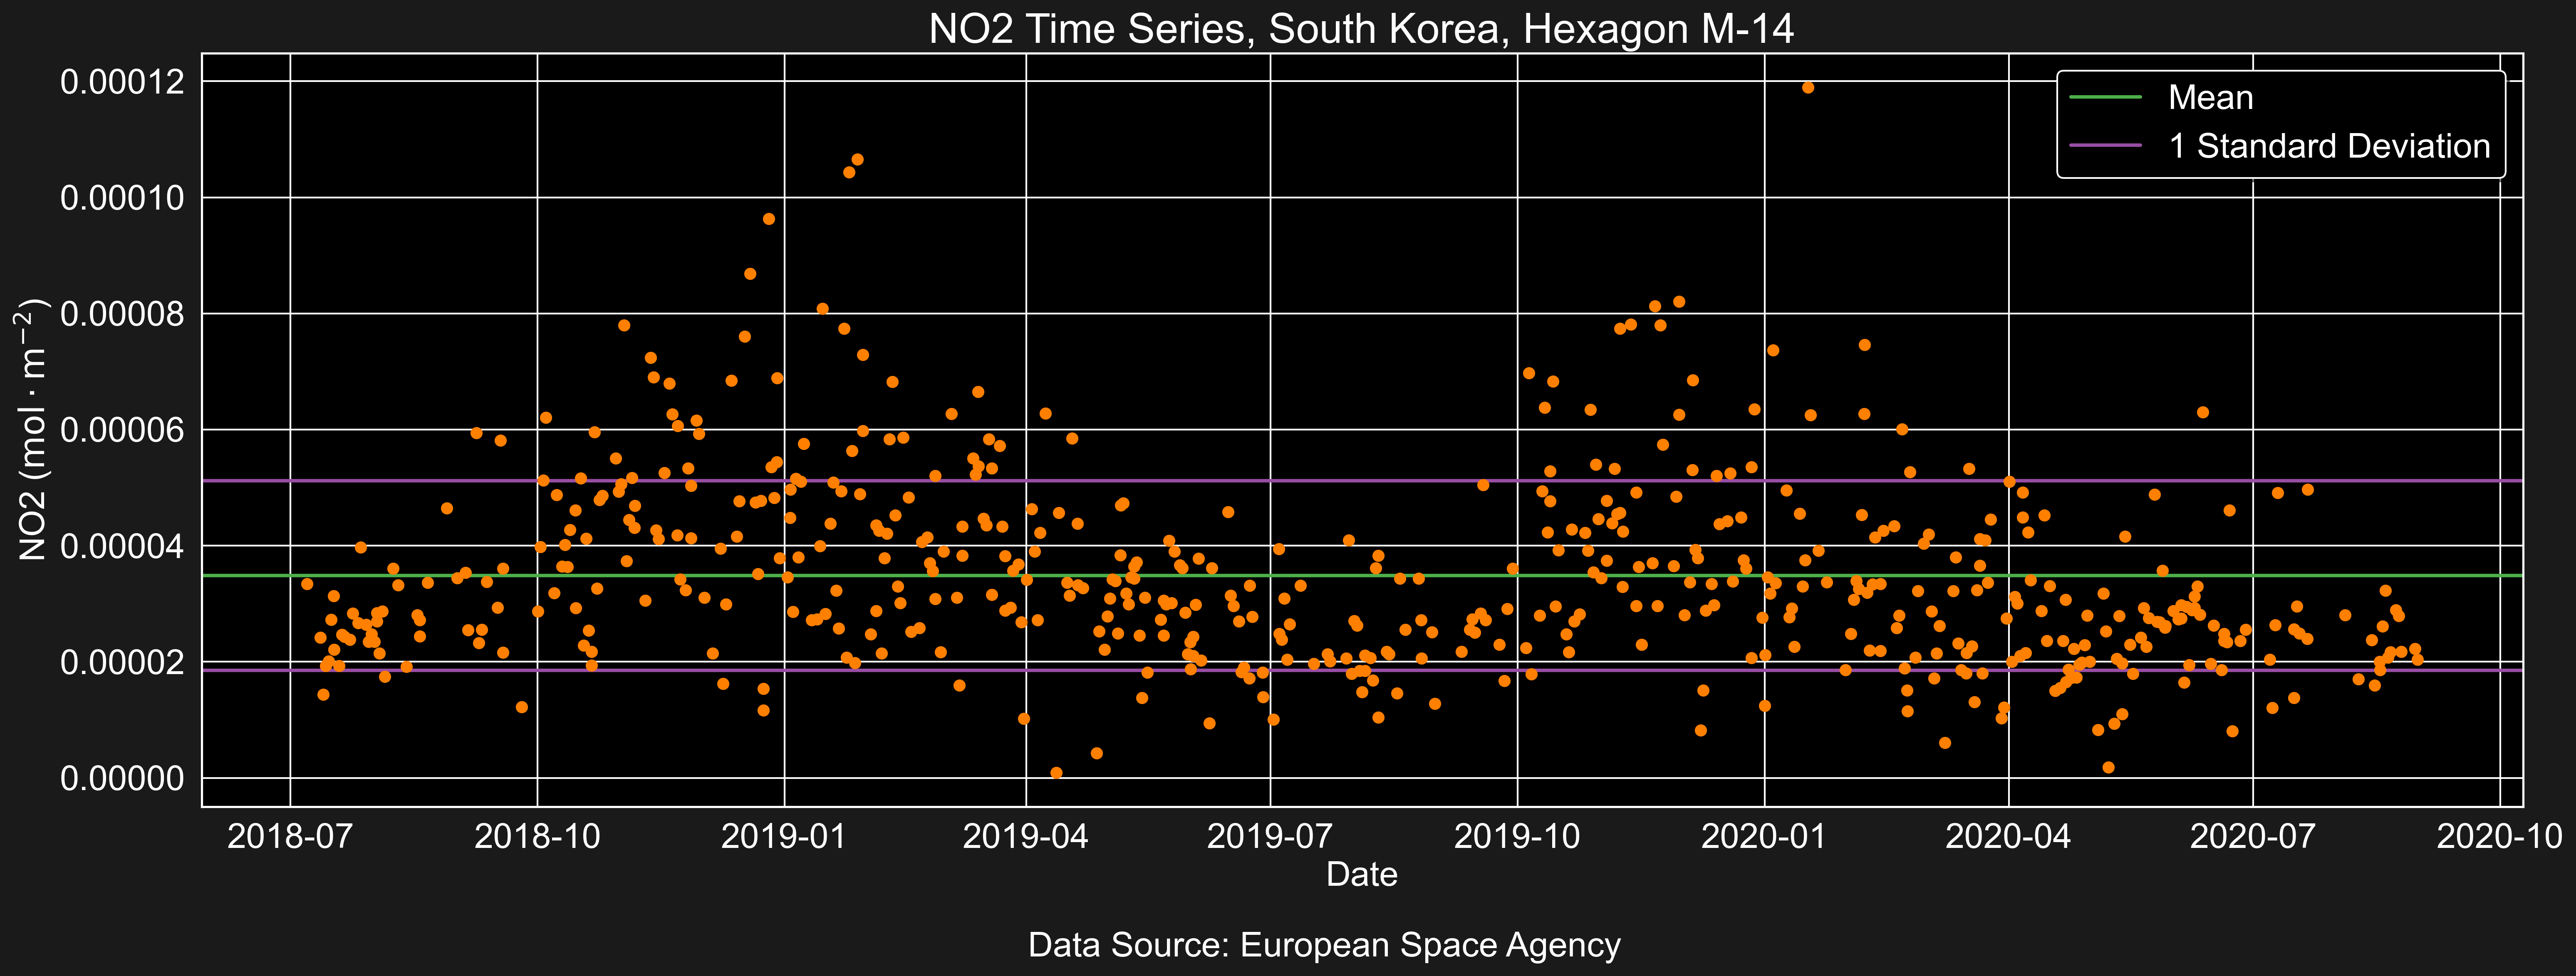 NO2 Time Series, South Korea, Hexagon M-14
0.00012
0.00010
0.00008
0.00006
0.00004
0.00002
0.00000
NO2 (mol · m⁻²)
Mean
1 Standard Deviation
2018-07 2018-10 2019-01 2019-04 2019-07 2019-10 2020-01 2020-04 2020-07 2020-10
Date
Data Source: European Space Agency